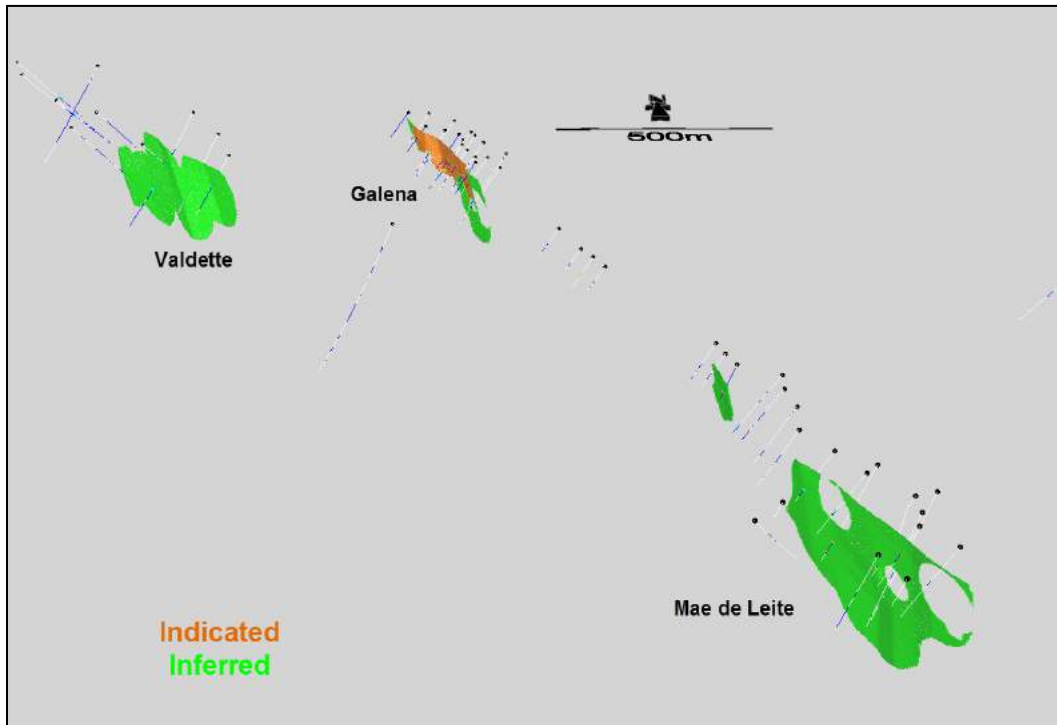 500m
Galena
Valdette
Mae de Leite
Indicated
Inferred